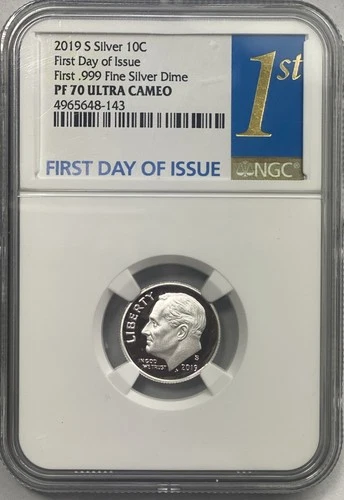 2019 S Silver 10C
First Day of Issue
First .999 Fine Silver Dime
PF 70 ULTRA CAMEO
4965648-143
1st
FIRST DAY OF ISSUE
NGC®
LIBERTY
IN GOD
WE TRUST
S
2019